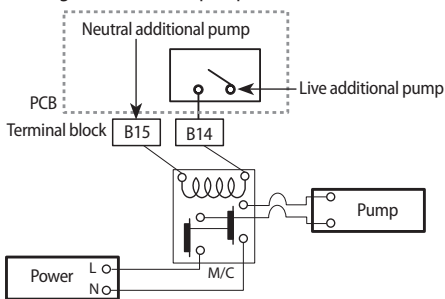 Neutral additional pump
Live additional pump
PCB
Terminal block
B15
B14
Pump
M/C
Power
L
N